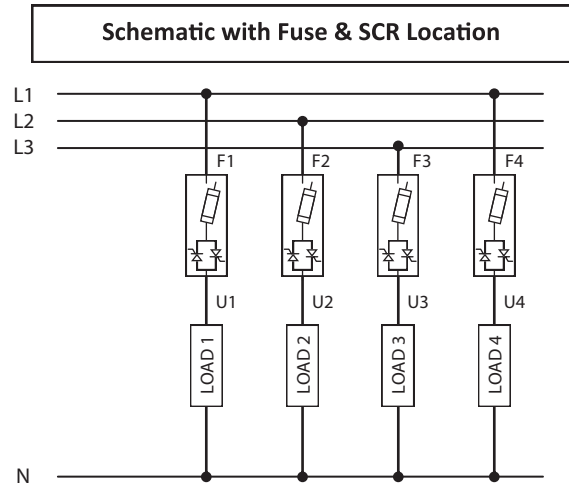 Schematic with Fuse & SCR Location
L1
L2
L3
F1 F2 F3 F4
U1 U2 U3 U4
LOAD 1 LOAD 2 LOAD 3 LOAD 4
N